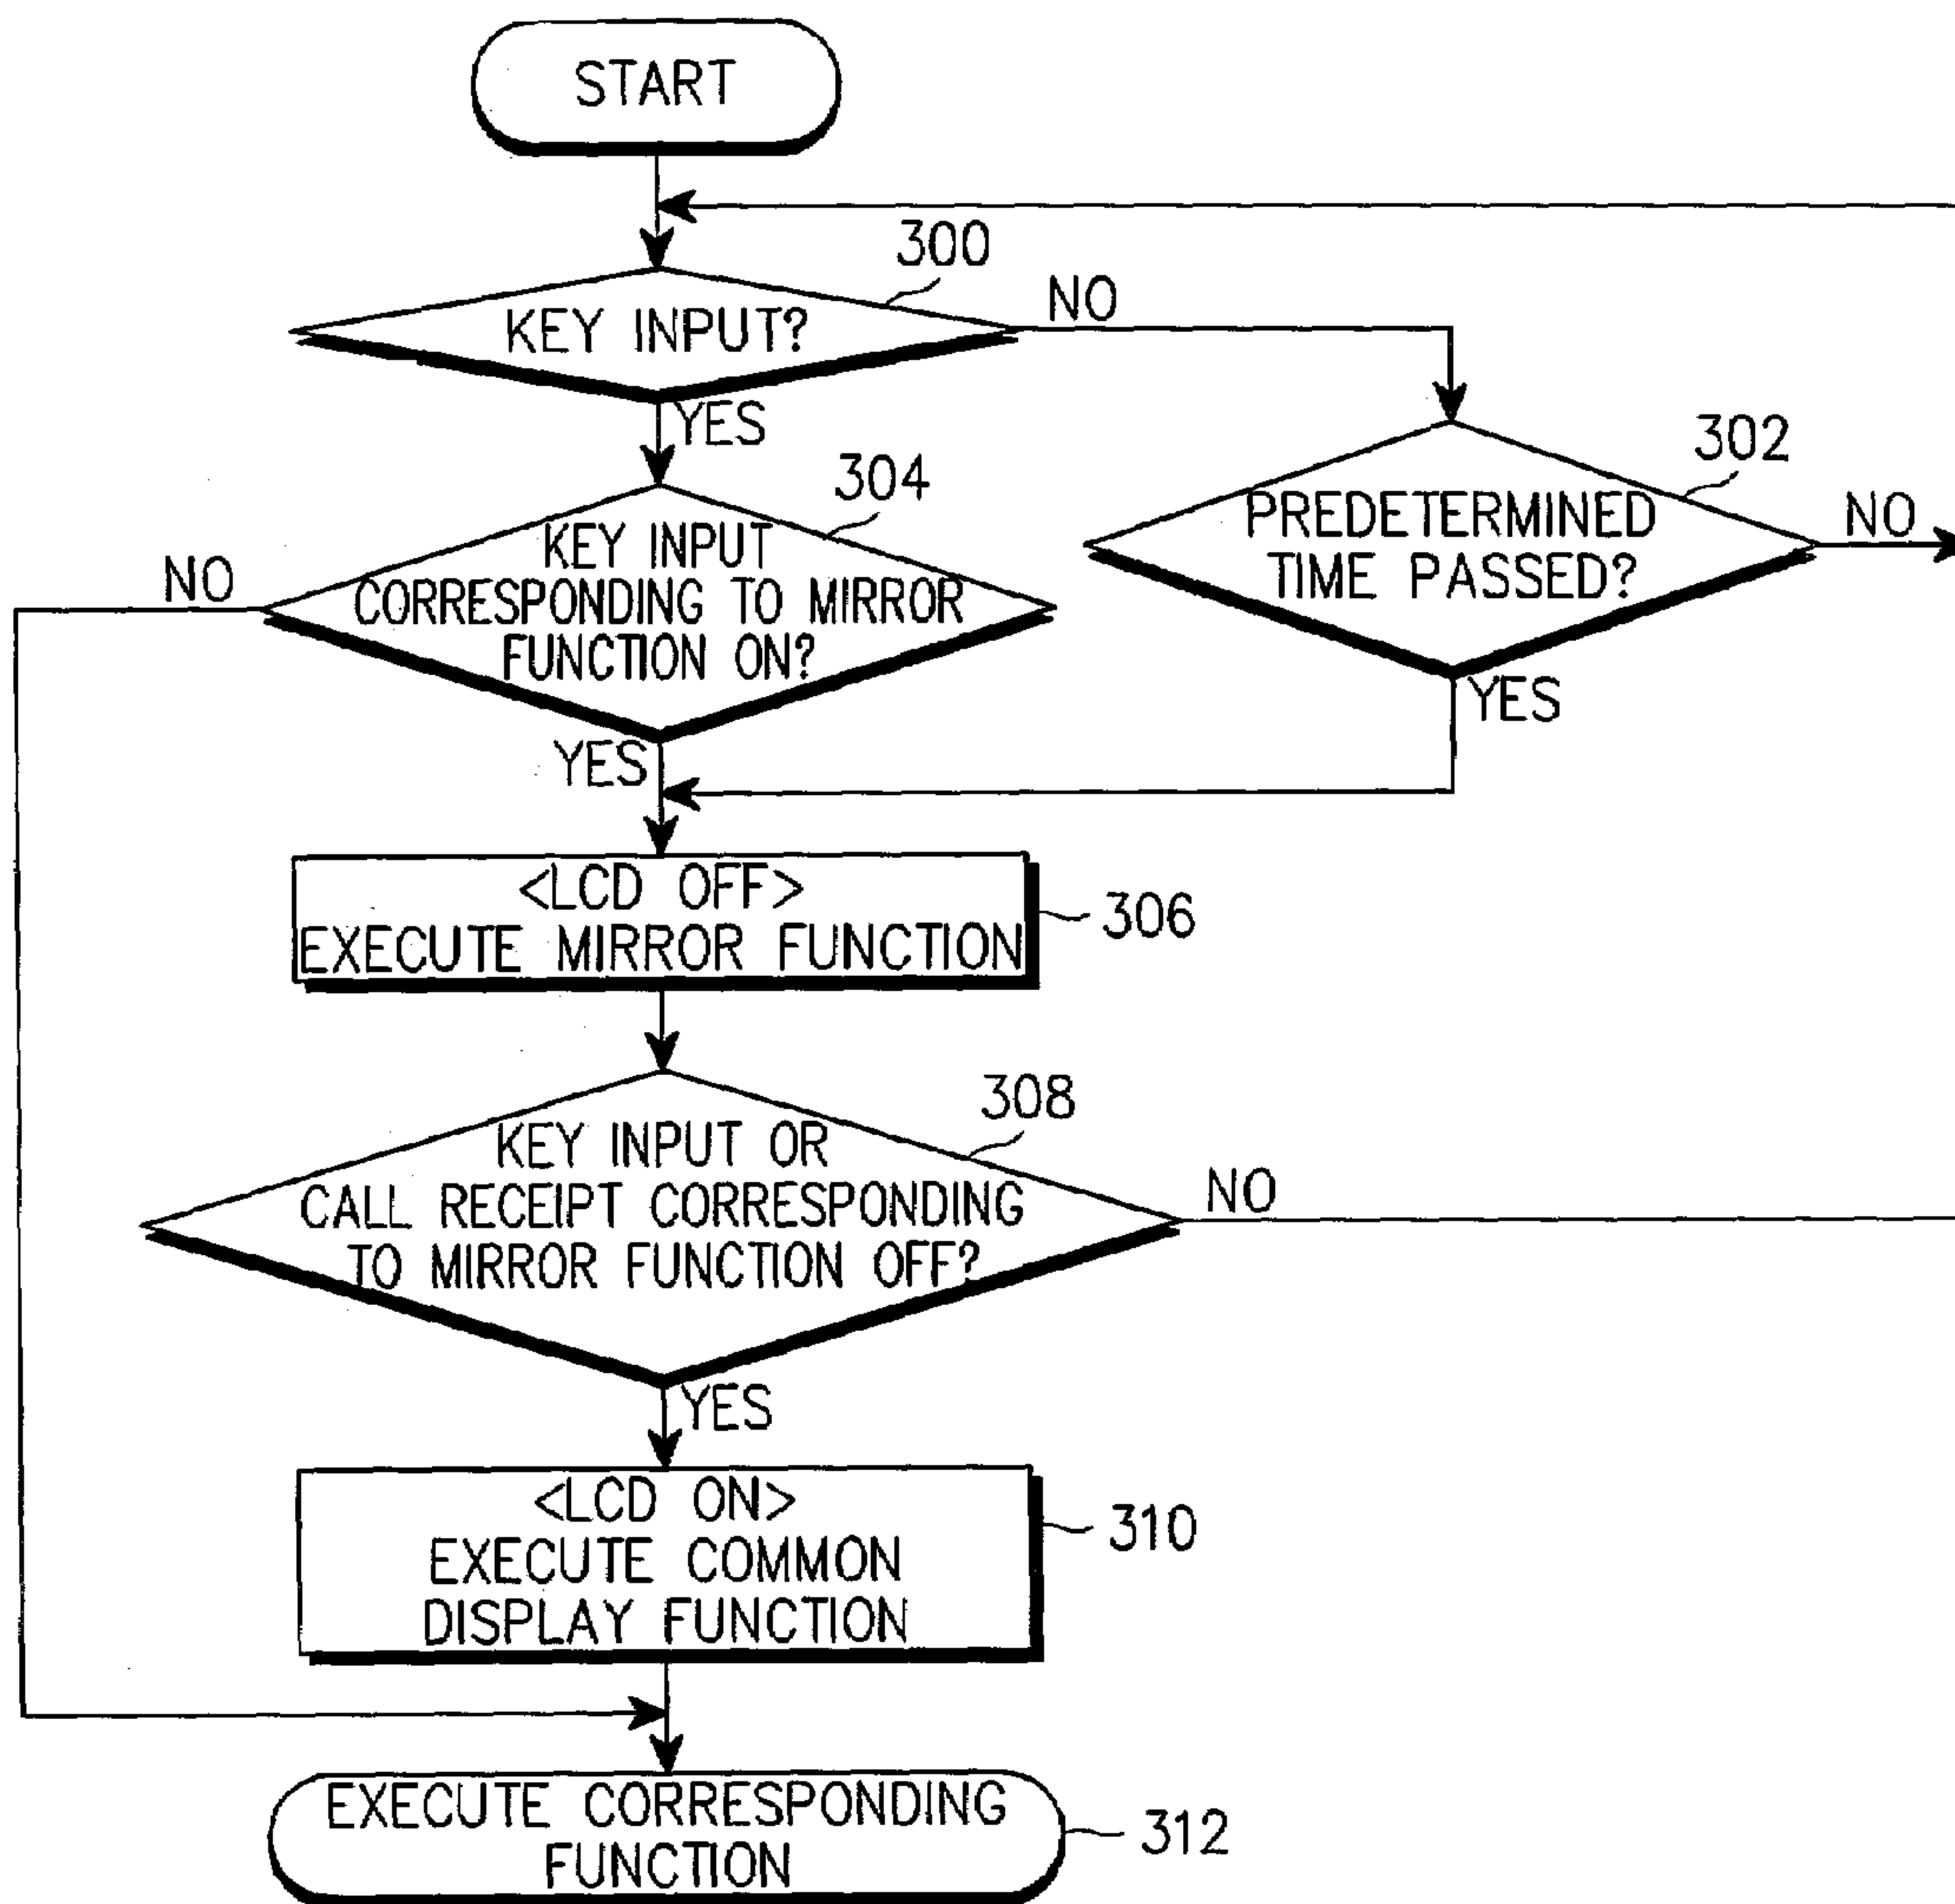 START
300
KEY INPUT?
NO
YES
302
PREDETERMINED
TIME PASSED?
NO
YES
304
KEY INPUT
CORRESPONDING TO MIRROR
FUNCTION ON?
NO
YES
<LCD OFF>
EXECUTE MIRROR FUNCTION
306
308
KEY INPUT OR
CALL RECEIPT CORRESPONDING
TO MIRROR FUNCTION OFF?
NO
YES
<LCD ON>
EXECUTE COMMON
DISPLAY FUNCTION
310
EXECUTE CORRESPONDING
FUNCTION
312